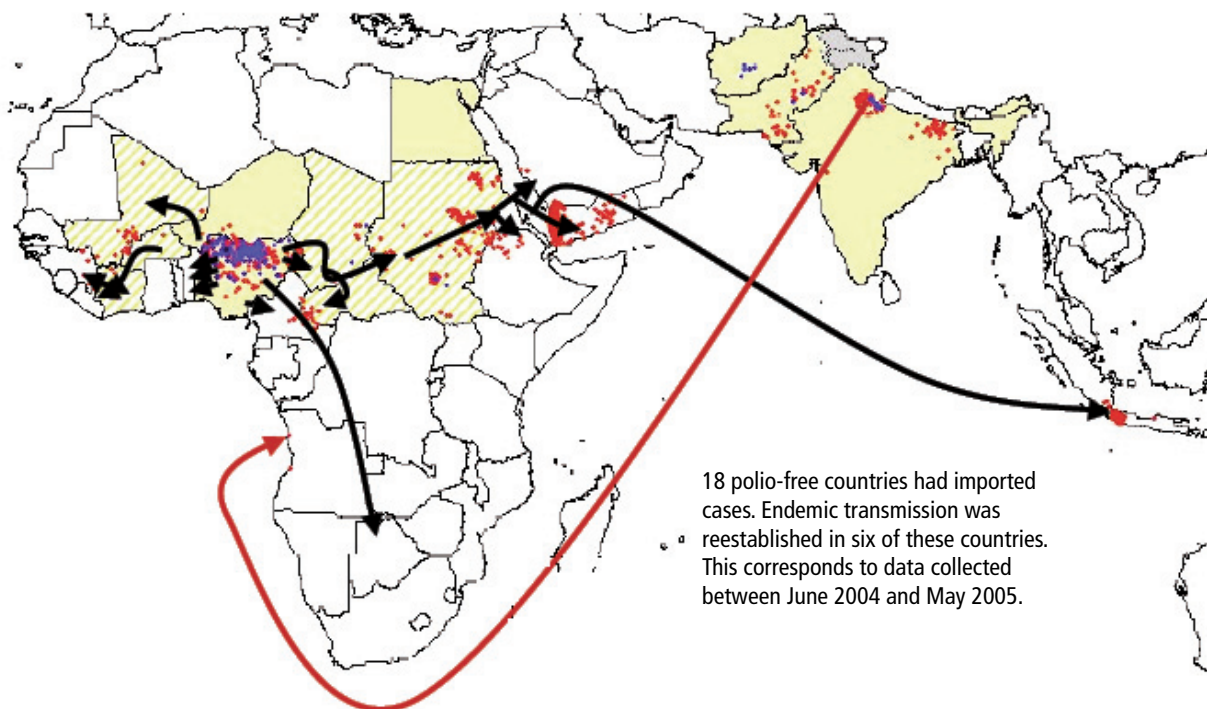 18 polio-free countries had imported
cases. Endemic transmission was
reestablished in six of these countries.
This corresponds to data collected
between June 2004 and May 2005.